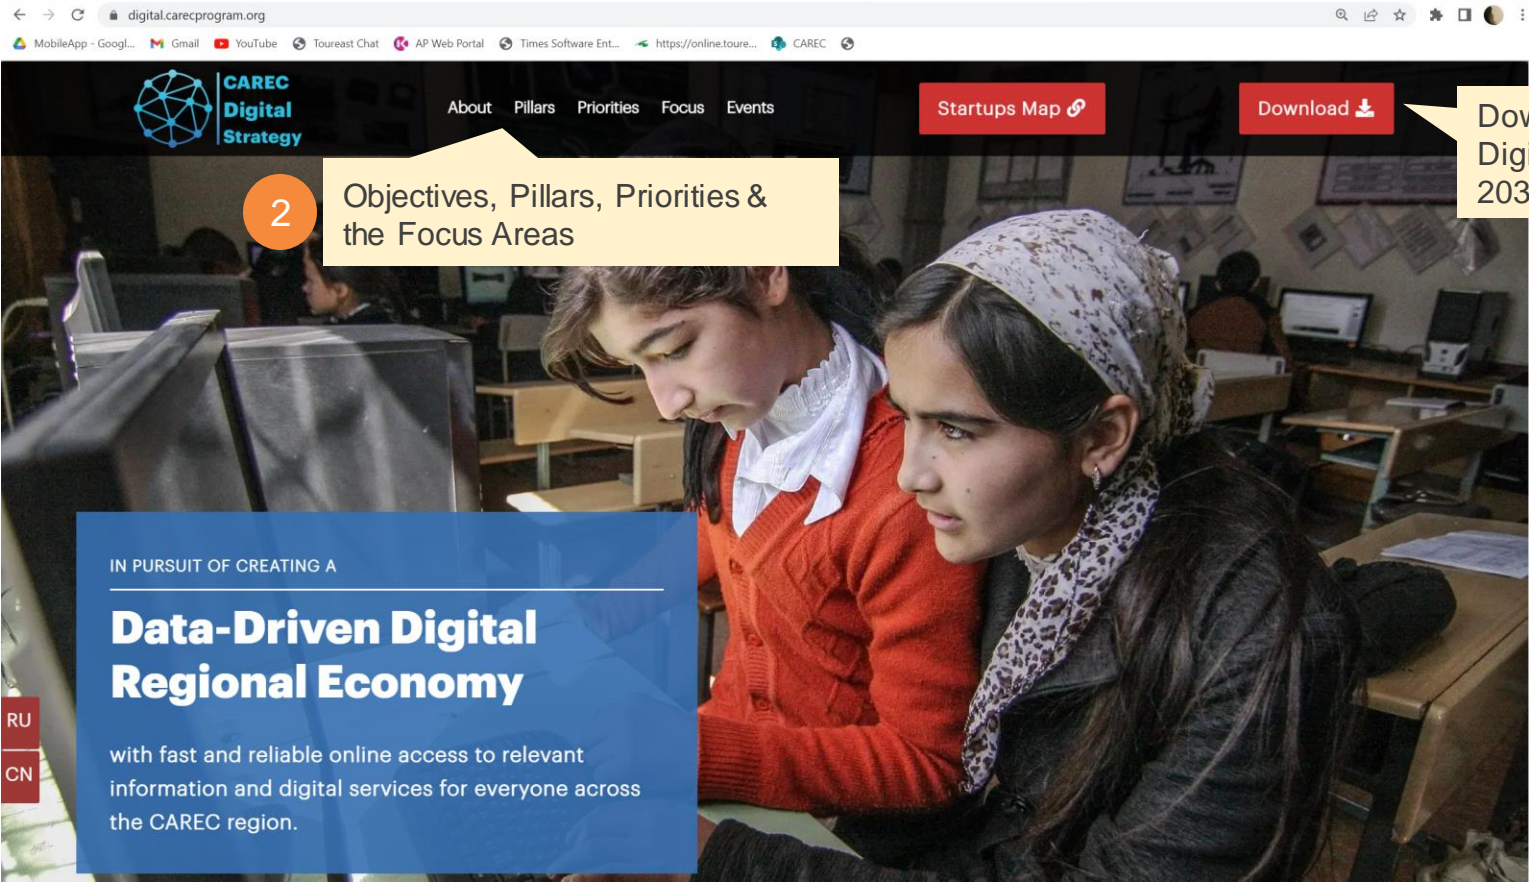 digital.carecprogram.org
MobileApp - Googl... Gmail YouTube Toureast Chat AP Web Portal Times Software Ent... https://online.toure... CAREC
CAREC
Digital
Strategy
About Pillars Priorities Focus Events
Startups Map
Download
2
Objectives, Pillars, Priorities &
the Focus Areas
IN PURSUIT OF CREATING A
Data-Driven Digital
Regional Economy
with fast and reliable online access to relevant
information and digital services for everyone across
the CAREC region.
RU
CN